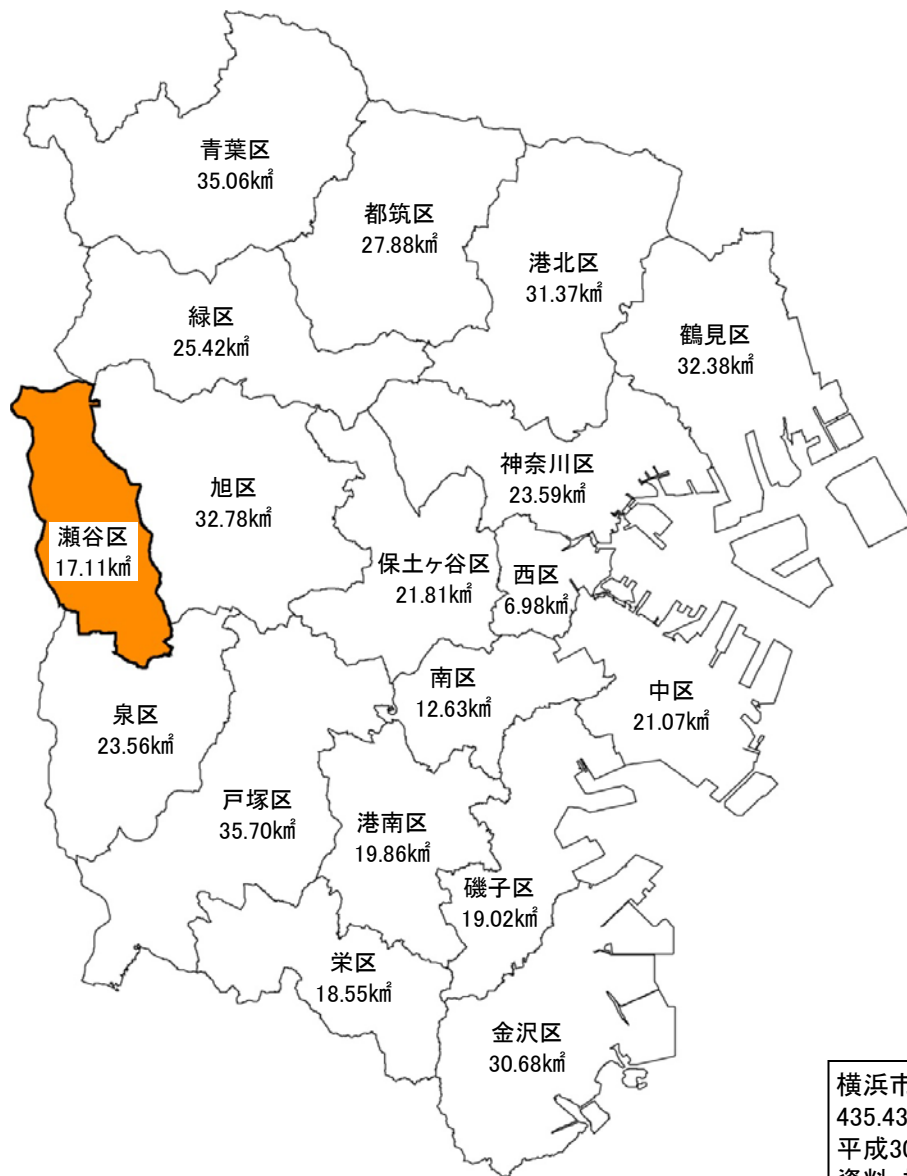 青葉区
35.06㎢
都筑区
27.88㎢
港北区
31.37㎢
緑区
25.42㎢
鶴見区
32.38㎢
神奈川区
23.59㎢
旭区
32.78㎢
瀬谷区
17.11㎢
保土ヶ谷区
21.81㎢
西区
6.98㎢
南区
12.63㎢
中区
21.07㎢
泉区
23.56㎢
戸塚区
35.70㎢
港南区
19.86㎢
磯子区
19.02㎢
栄区
18.55㎢
金沢区
30.68㎢
横浜市
435.43
平成30
資料